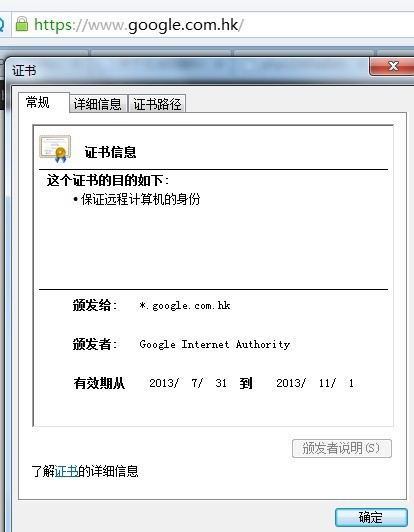 https://www.google.com.hk/
证书
常规 详细信息 证书路径
证书信息
这个证书的目的如下:
• 保证远程计算机的身份
颁发给: *.google.com.hk
颁发者: Google Internet Authority
有效期从 2013/ 7/ 31 到 2013/ 11/ 1
颁发者说明(S)
了解证书的详细信息
确定